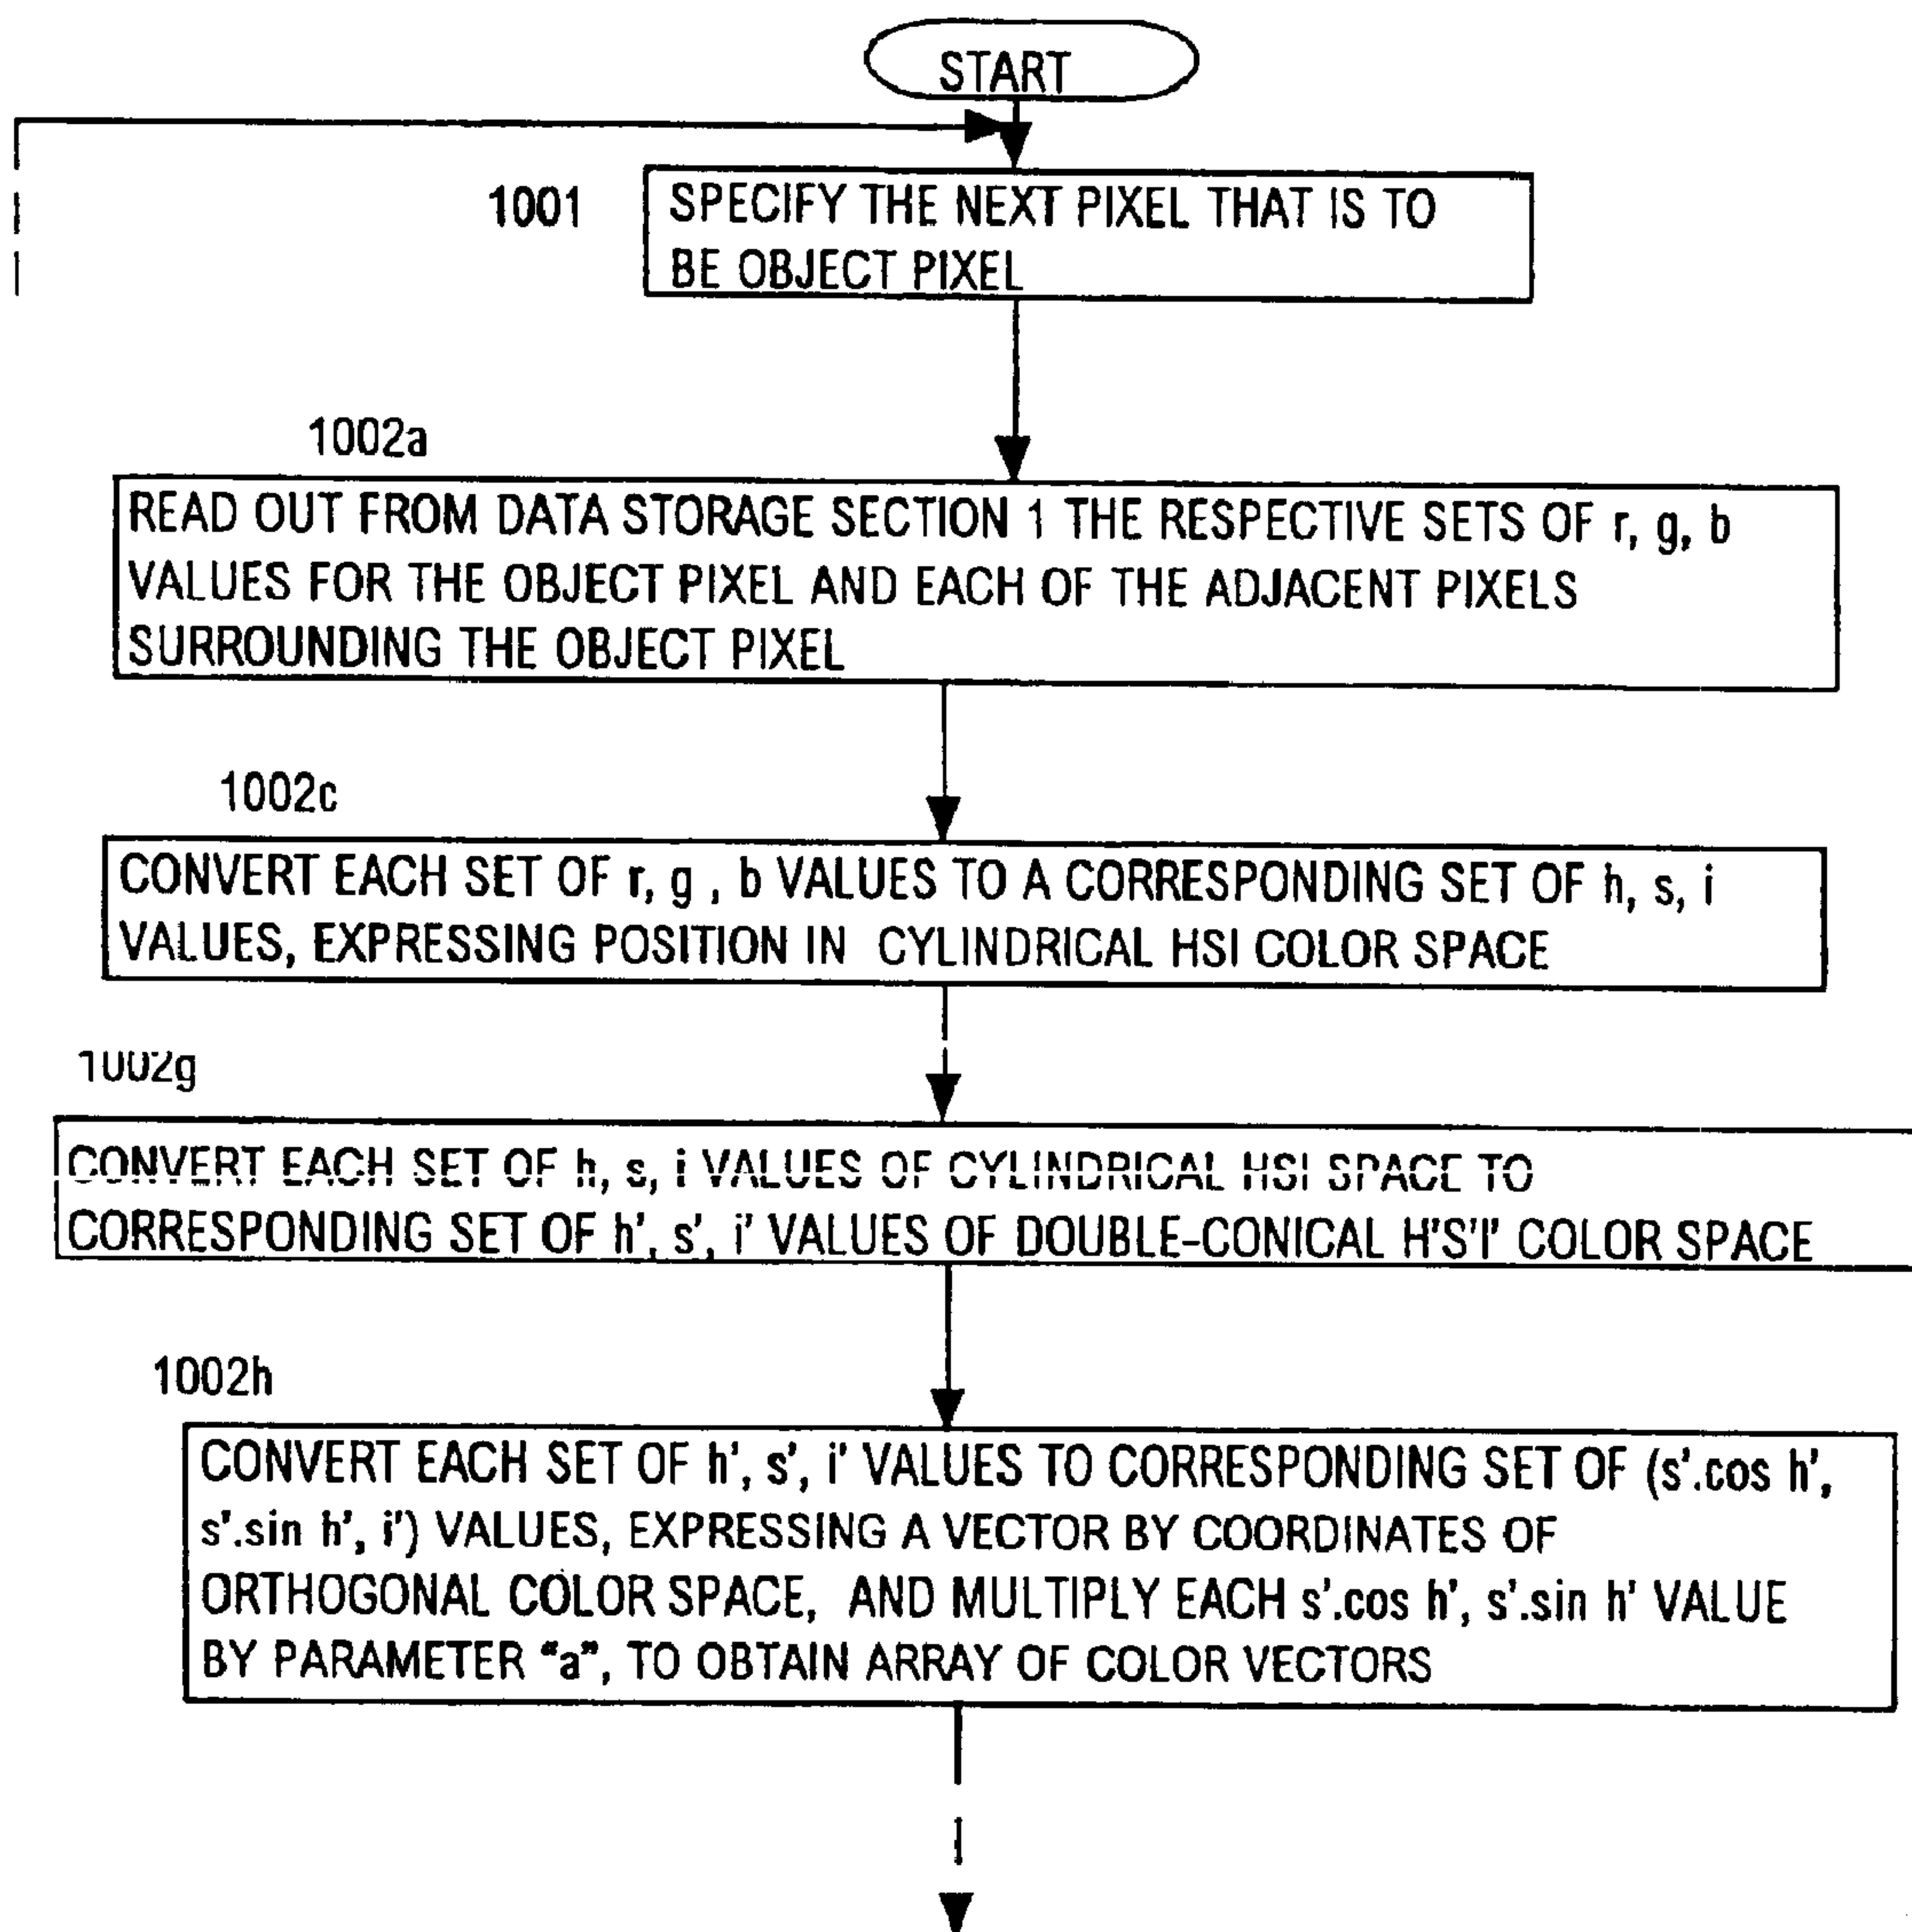 START
1001
SPECIFY THE NEXT PIXEL THAT IS TO
BE OBJECT PIXEL
1002a
READ OUT FROM DATA STORAGE SECTION 1 THE RESPECTIVE SETS OF r, g, b
VALUES FOR THE OBJECT PIXEL AND EACH OF THE ADJACENT PIXELS
SURROUNDING THE OBJECT PIXEL
1002c
CONVERT EACH SET OF r, g , b VALUES TO A CORRESPONDING SET OF h, s, i
VALUES, EXPRESSING POSITION IN CYLINDRICAL HSI COLOR SPACE
1002g
CONVERT EACH SET OF h, s, i VALUES OF CYLINDRICAL HSI SPACE TO
CORRESPONDING SET OF h', s', i' VALUES OF DOUBLE-CONICAL H'S'I' COLOR SPACE
1002h
CONVERT EACH SET OF h', s', i' VALUES TO CORRESPONDING SET OF (s'.cos h',
s'.sin h', i') VALUES, EXPRESSING A VECTOR BY COORDINATES OF
ORTHOGONAL COLOR SPACE, AND MULTIPLY EACH s'.cos h', s'.sin h' VALUE
BY PARAMETER "a", TO OBTAIN ARRAY OF COLOR VECTORS